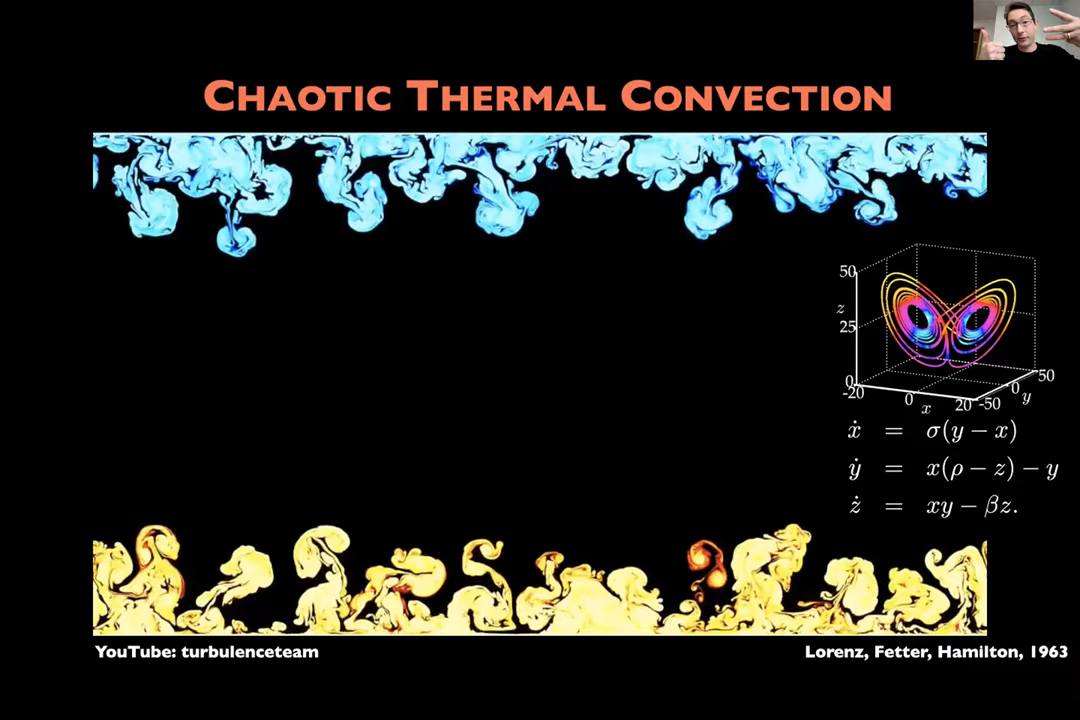 CHAOTIC THERMAL CONVECTION
50
z
25
0
-20
0
x
20
-50
0
y
50
ẋ = σ(y − x)
ẏ = x(ρ − z) − y
ż = xy − βz.
YouTube: turbulenceteam
Lorenz, Fetter, Hamilton, 1963